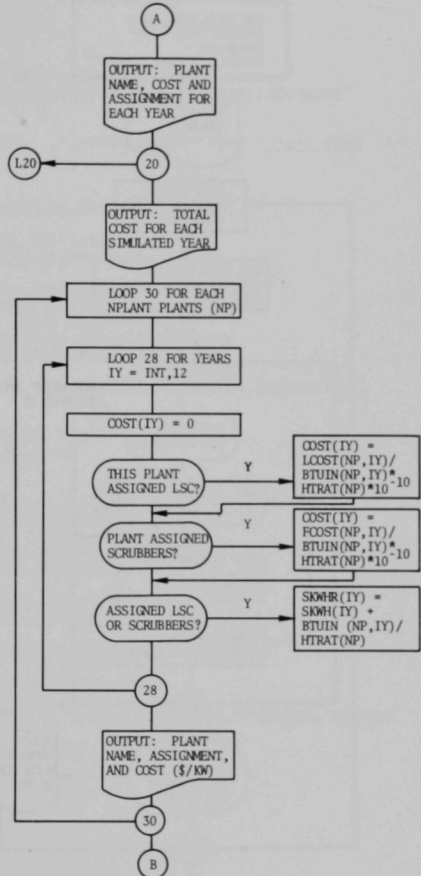 A
OUTPUT: PLANT
NAME, COST AND
ASSIGNMENT FOR
EACH YEAR
L20
20
OUTPUT: TOTAL
COST FOR EACH
SIMULATED YEAR
LOOP 30 FOR EACH
NPLANT PLANTS (NP)
LOOP 28 FOR YEARS
IY = INT,12
COST(IY) = 0
THIS PLANT
ASSIGNED LSC?
Y
COST(IY) =
LCOST(NP,IY)/
BTUIN(NP,IY)*
HTRAT(NP)*10-10
PLANT ASSIGNED
SCRUBBERS?
Y
COST(IY) =
FCOST(NP,IY)/
BTUIN(NP,IY)*
HTRAT(NP)*10-10
ASSIGNED LSC
OR SCRUBBERS?
Y
SKWHR(IY) =
SKWH(IY) +
BTUIN (NP,IY)/
HTRAT(NP)
28
OUTPUT: PLANT
NAME, ASSIGNMENT,
AND COST ($/KW)
30
B